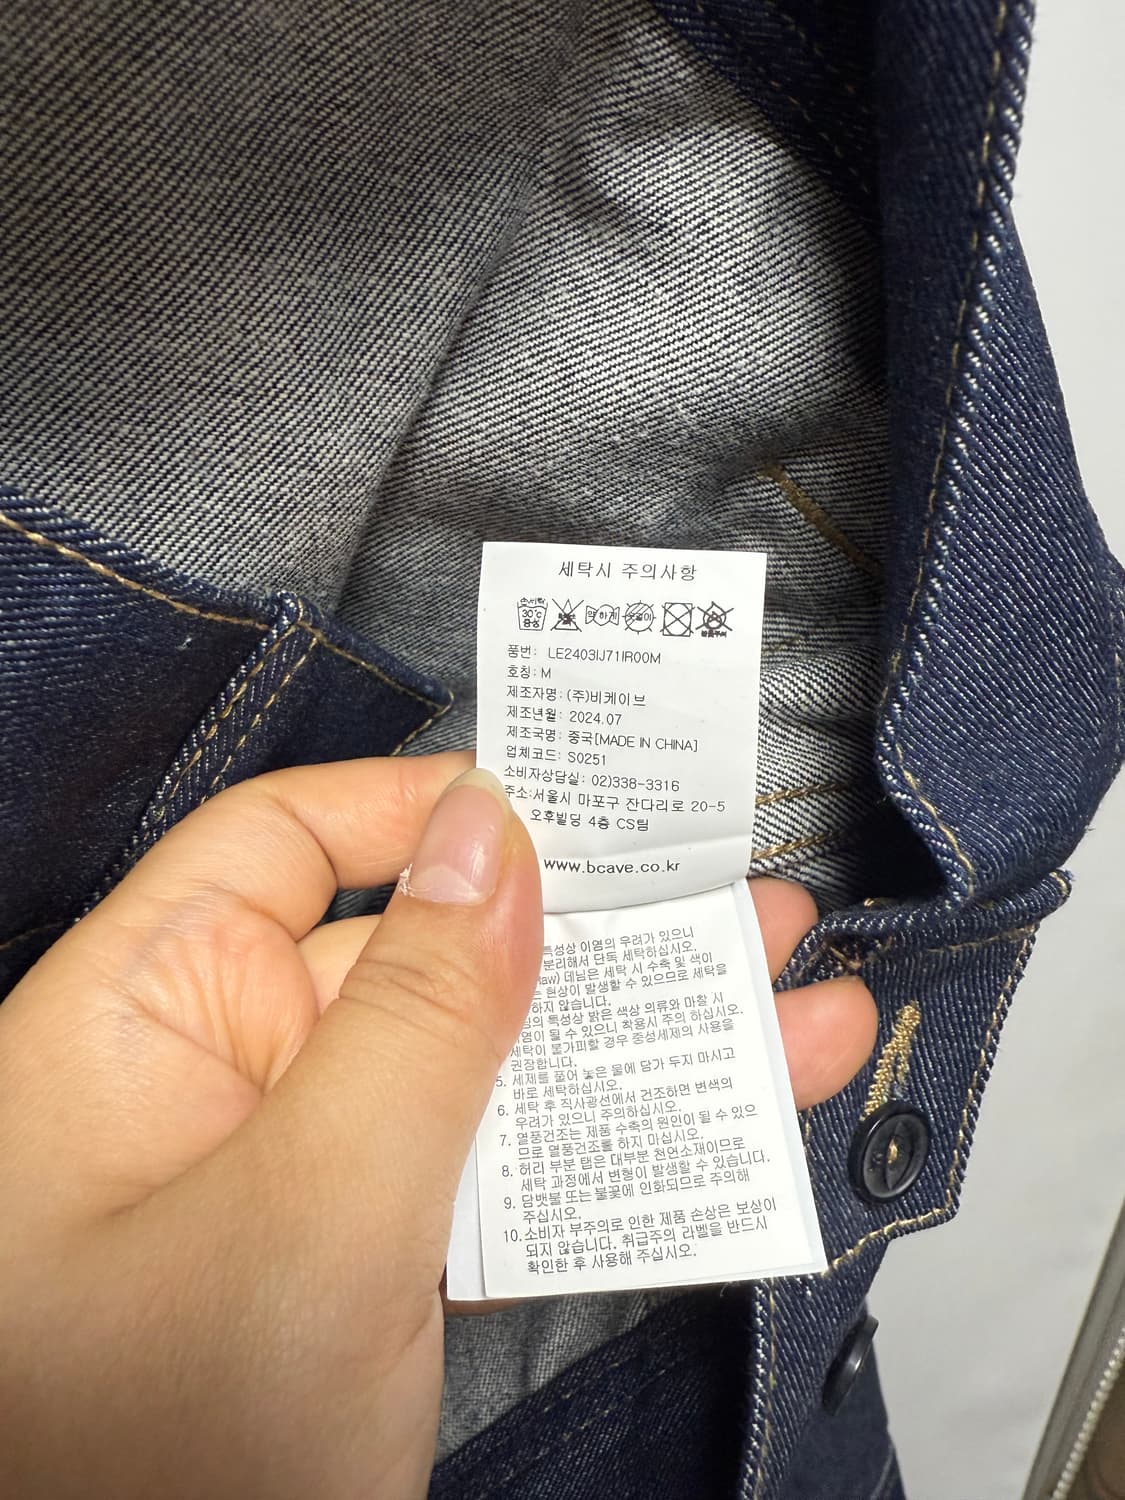 세탁시 주의사항
손세탁
30℃
중성
약하게
옷걸이
품번: LE2403IJ71IR00M
호칭: M
제조자명: (주)비케이브
제조년월: 2024.07
제조국명: 중국[MADE IN CHINA]
업체코드: S0251
소비자상담실: 02)338-3316
주소:서울시 마포구 잔다리로 20-5
오후빌딩 4층 CS팀
www.bcave.co.kr
특성상 이염의 우려가 있으니
분리해서 단독 세탁하십시오.
데님은 세탁 시 수축 및 색이
현상이 발생할 수 있으므로 세탁을
하지 않습니다.
특성상 밝은 색상 의류와 마찰 시
이 될 수 있으니 착용시 주의 하십시오.
세탁이 불가피할 경우 중성세제의 사용을
권장합니다.
5. 세제를 풀어 놓은 물에 담가 두지 마시고
바로 세탁하십시오.
6. 세탁 후 직사광선에서 건조하면 변색의
우려가 있으니 주의하십시오.
7. 열풍건조는 제품 수축의 원인이 될 수 있으
므로 열풍건조를 하지 마십시오.
8. 허리 부분 탭은 대부분 천연소재이므로
세탁 과정에서 변형이 발생할 수 있습니다.
9. 담뱃불 또는 불꽃에 인화되므로 주의해
주십시오.
10. 소비자 부주의로 인한 제품 손상은 보상이
되지 않습니다. 취급주의 라벨을 반드시
확인한 후 사용해 주십시오.